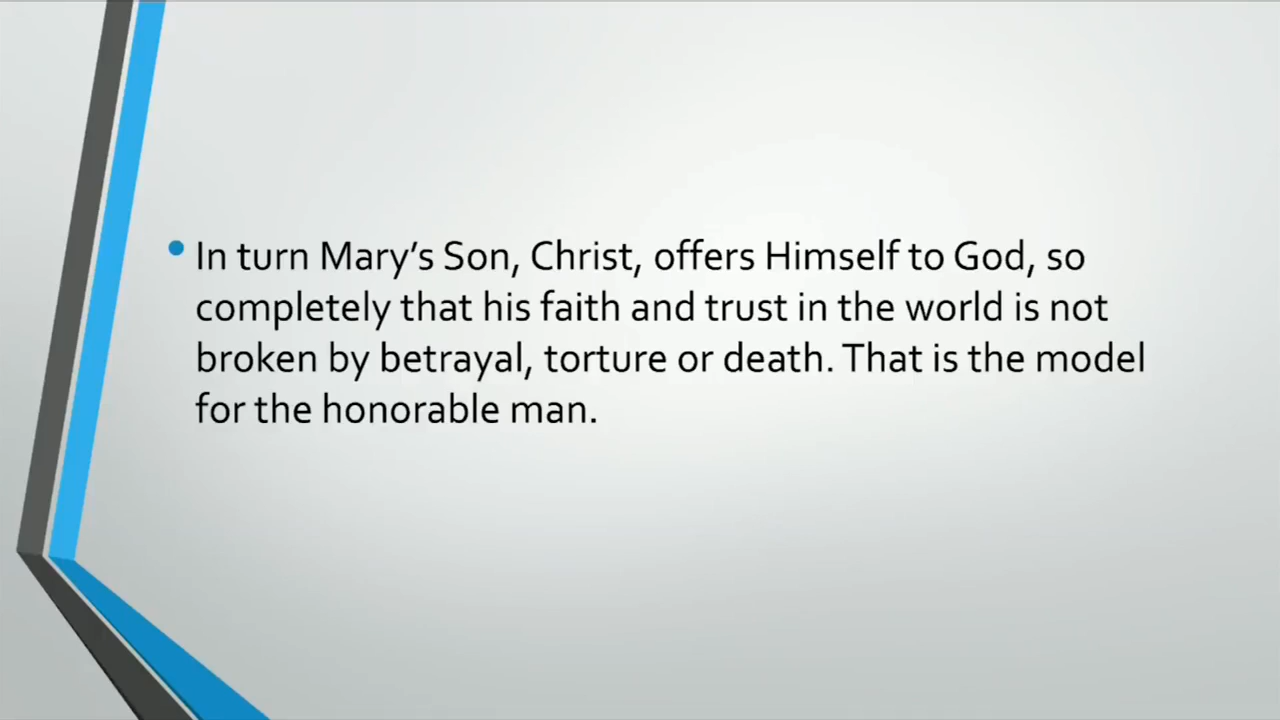 In turn Mary’s Son, Christ, offers Himself to God, so
completely that his faith and trust in the world is not
broken by betrayal, torture or death. That is the model
for the honorable man.